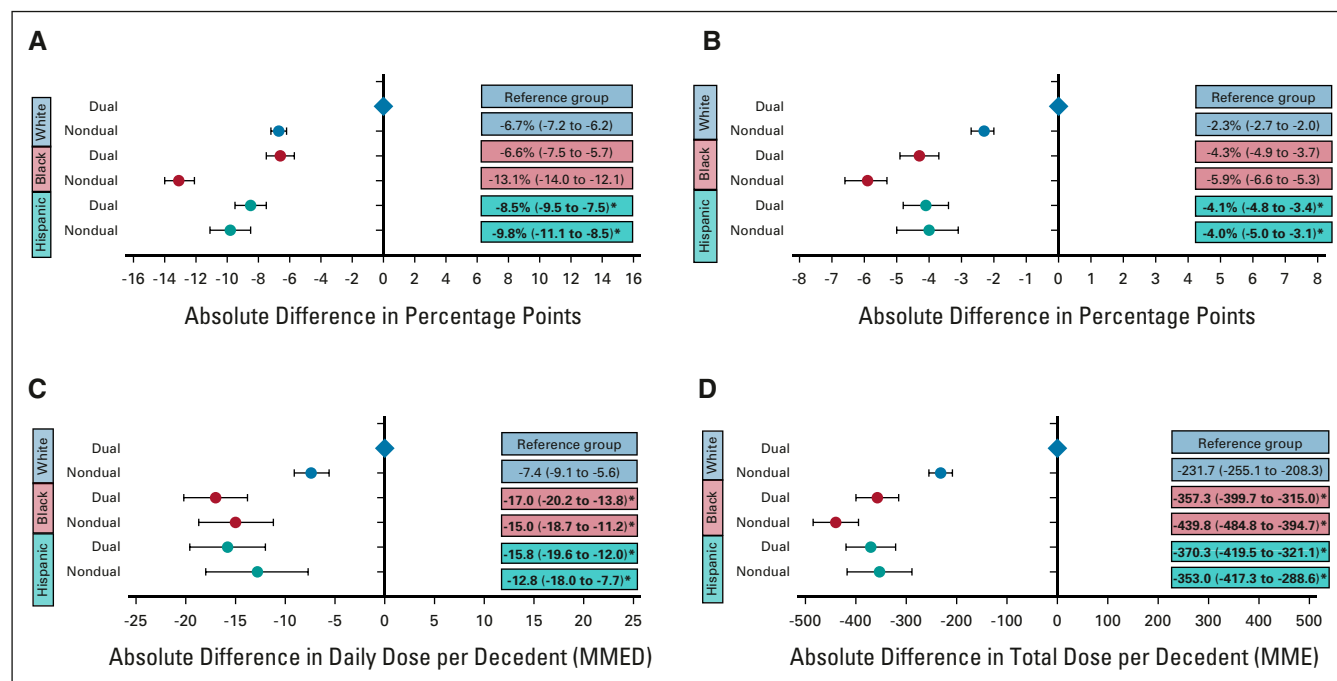 A
White
Black
Hispanic
Dual
Nondual
Dual
Nondual
Dual
Nondual
Reference group
-6.7% (-7.2 to -6.2)
-6.6% (-7.5 to -5.7)
-13.1% (-14.0 to -12.1)
-8.5% (-9.5 to -7.5)*
-9.8% (-11.1 to -8.5)*
-16 -14 -12 -10 -8 -6 -4 -2 0 2 4 6 8 10 12 14 16
Absolute Difference in Percentage Points
B
White
Black
Hispanic
Dual
Nondual
Dual
Nondual
Dual
Nondual
Reference group
-2.3% (-2.7 to -2.0)
-4.3% (-4.9 to -3.7)
-5.9% (-6.6 to -5.3)
-4.1% (-4.8 to -3.4)*
-4.0% (-5.0 to -3.1)*
-8 -7 -6 -5 -4 -3 -2 -1 0 1 2 3 4 5 6 7 8
Absolute Difference in Percentage Points
C
White
Black
Hispanic
Dual
Nondual
Dual
Nondual
Dual
Nondual
Reference group
-7.4 (-9.1 to -5.6)
-17.0 (-20.2 to -13.8)*
-15.0 (-18.7 to -11.2)*
-15.8 (-19.6 to -12.0)*
-12.8 (-18.0 to -7.7)*
-25 -20 -15 -10 -5 0 5 10 15 20 25
Absolute Difference in Daily Dose per Decedent (MMED)
D
White
Black
Hispanic
Dual
Nondual
Dual
Nondual
Dual
Nondual
Reference group
-231.7 (-255.1 to -208.3)
-357.3 (-399.7 to -315.0)*
-439.8 (-484.8 to -394.7)*
-370.3 (-419.5 to -321.1)*
-353.0 (-417.3 to -288.6)*
-500 -400 -300 -200 -100 0 100 200 300 400 500
Absolute Difference in Total Dose per Decedent (MME)